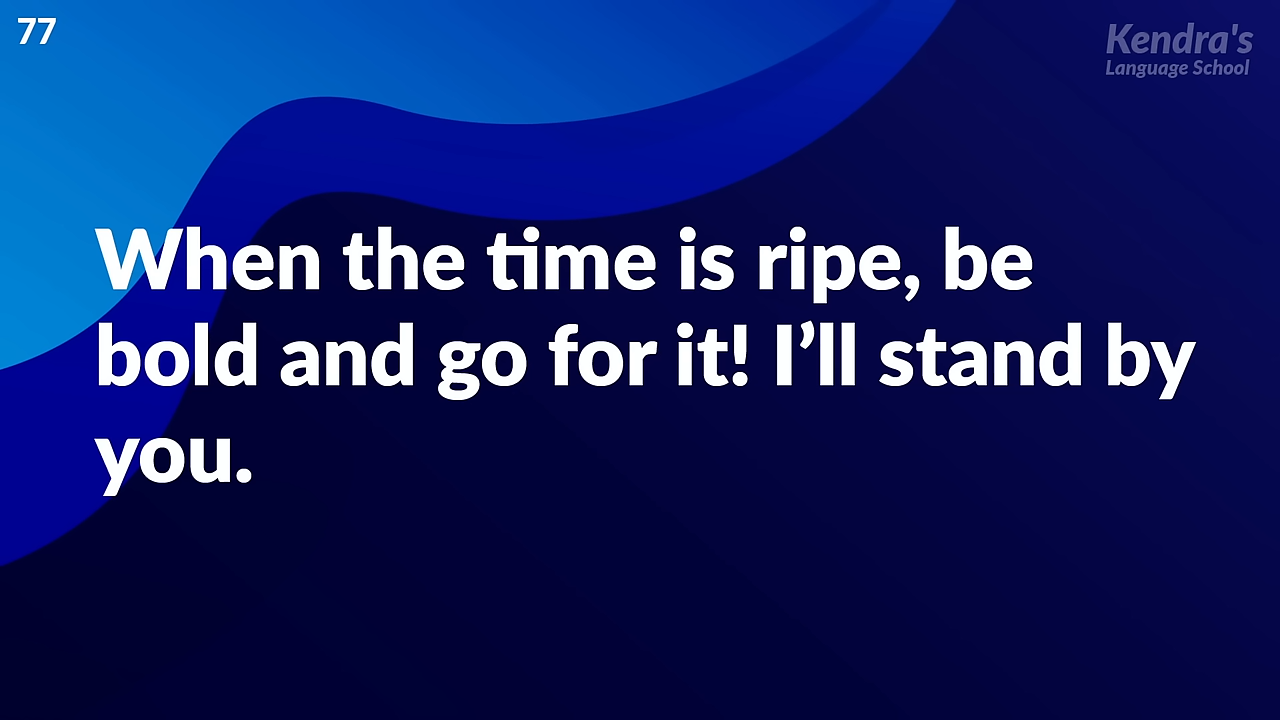 77
Kendra's
Language School
When the time is ripe, be
bold and go for it! I’ll stand by
you.